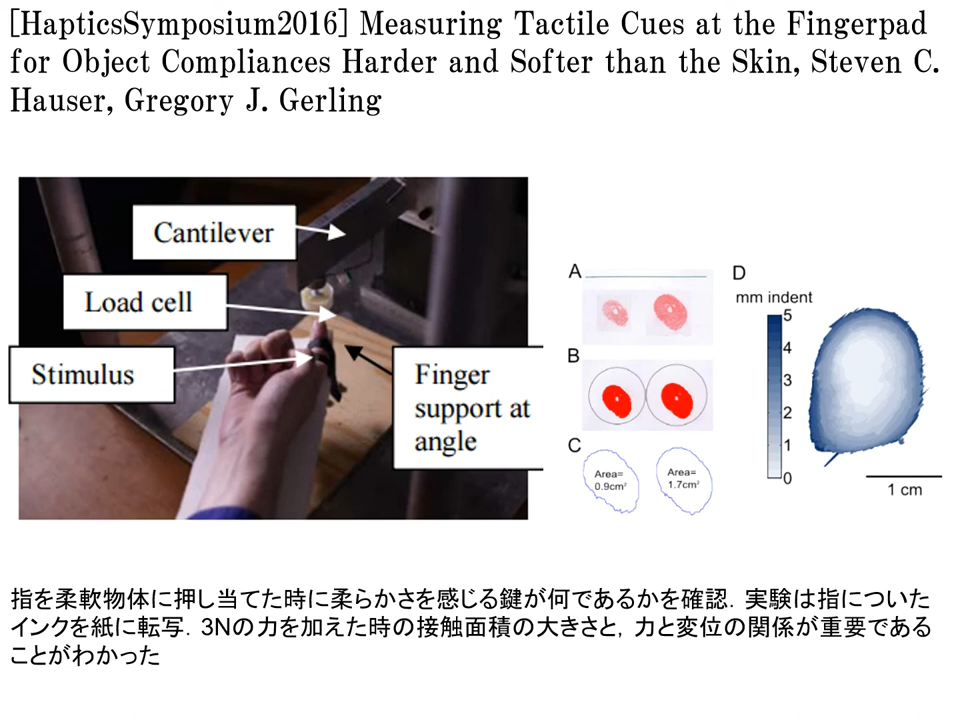 [HapticsSymposium2016] Measuring Tactile Cues at the Fingerpad
for Object Compliances Harder and Softer than the Skin, Steven C.
Hauser, Gregory J. Gerling
Cantilever
Load cell
Stimulus
Finger
support at
angle
A
B
C
Area=
0.9cm²
Area=
1.7cm²
D
mm indent
5
4
3
2
1
0
1 cm
指を柔軟物体に押し当てた時に柔らかさを感じる鍵が何であるかを確認．実験は指についた
インクを紙に転写．3Nの力を加えた時の接触面積の大きさと，力と変位の関係が重要である
ことがわかった